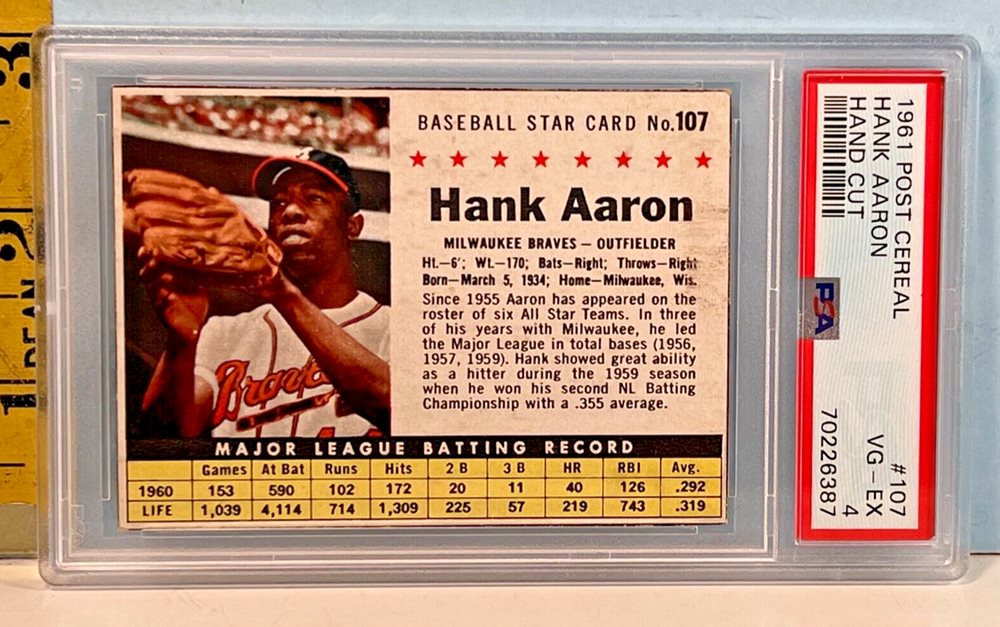 BASEBALL STAR CARD No.107
Hank Aaron
MILWAUKEE BRAVES – OUTFIELDER
Ht.–6'; Wt.–170; Bats–Right; Throws–Right
Born–March 5, 1934; Home–Milwaukee, Wis.
Since 1955 Aaron has appeared on the
roster of six All Star Teams. In three
of his years with Milwaukee, he led
the Major League in total bases (1956,
1957, 1959). Hank showed great ability
as a hitter during the 1959 season
when he won his second NL Batting
Championship with a .355 average.
Braves
MAJOR LEAGUE BATTING RECORD
Games At Bat Runs Hits 2 B 3 B HR RBI Avg.
1960 153 590 102 172 20 11 40 126 .292
LIFE 1,039 4,114 714 1,309 225 57 219 743 .319
1961 POST CEREAL
HANK AARON
HAND CUT
PSA
#107
VG-EX
4
70226387
1
2
3